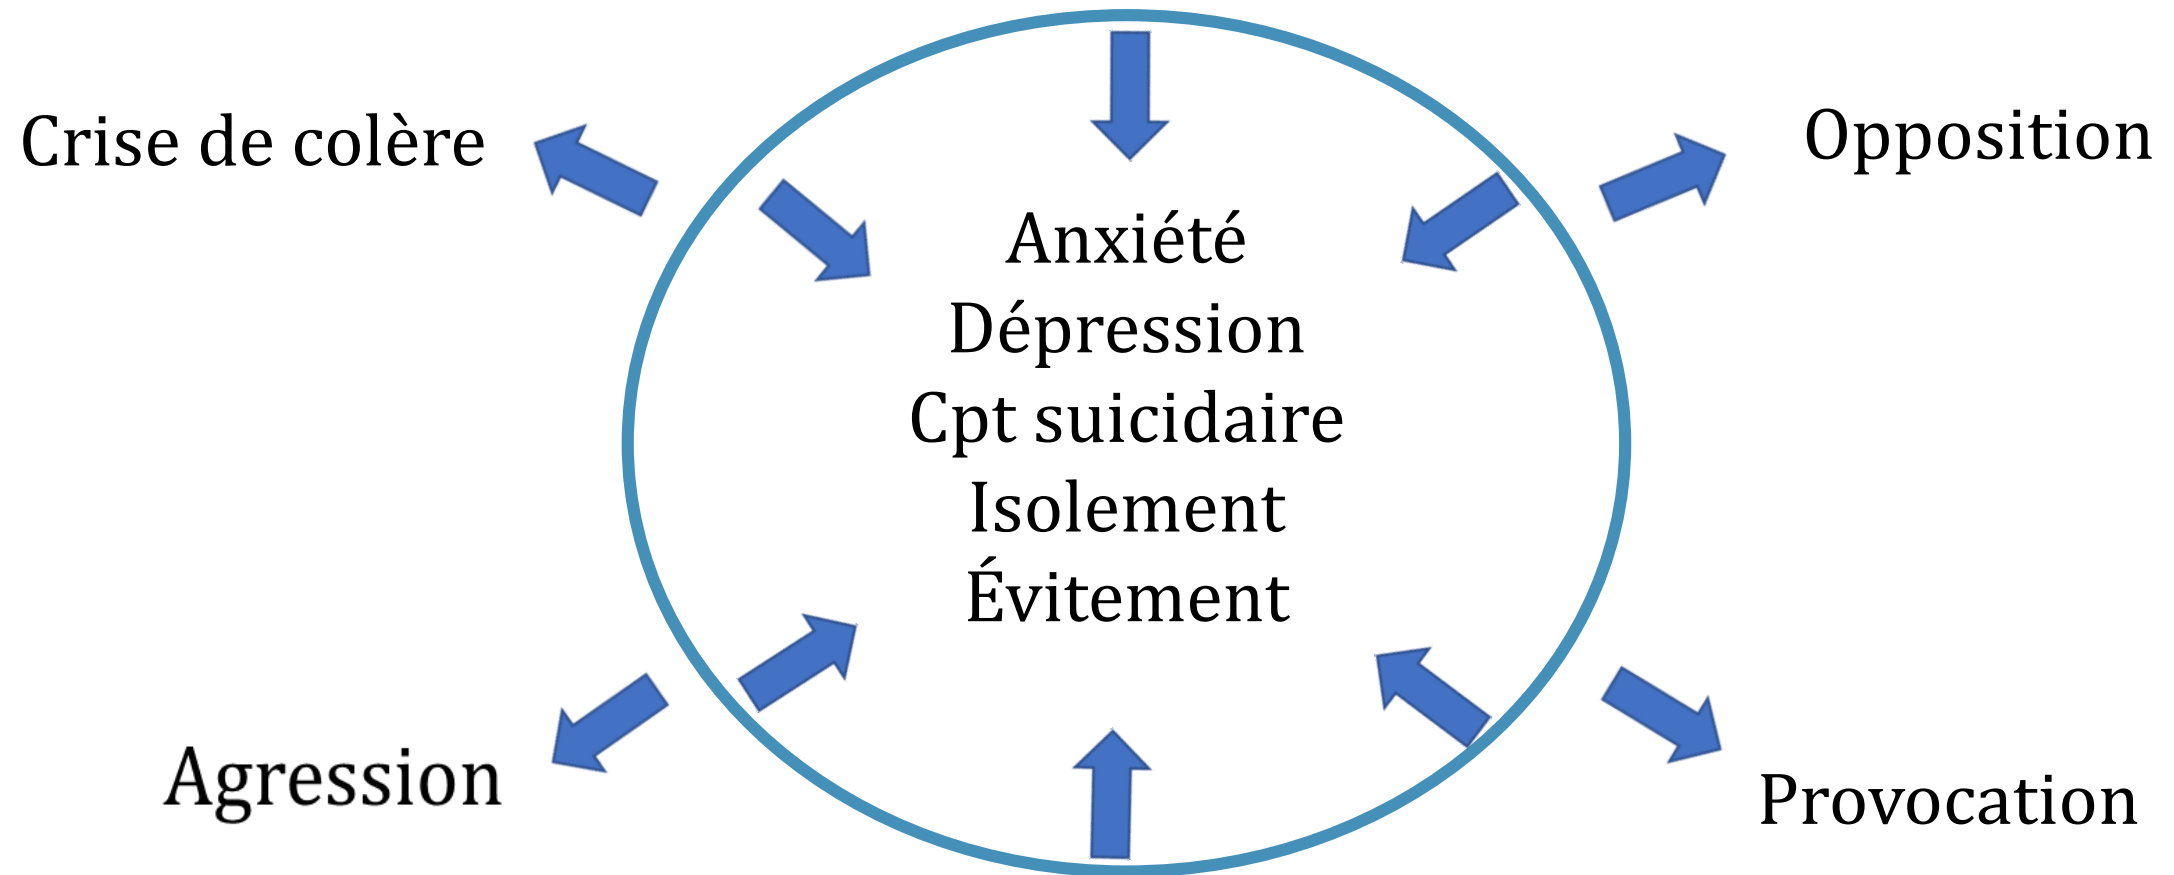 Crise de colère
Opposition
Anxiété
Dépression
Cpt suicidaire
Isolement
Évitement
Agression
Provocation